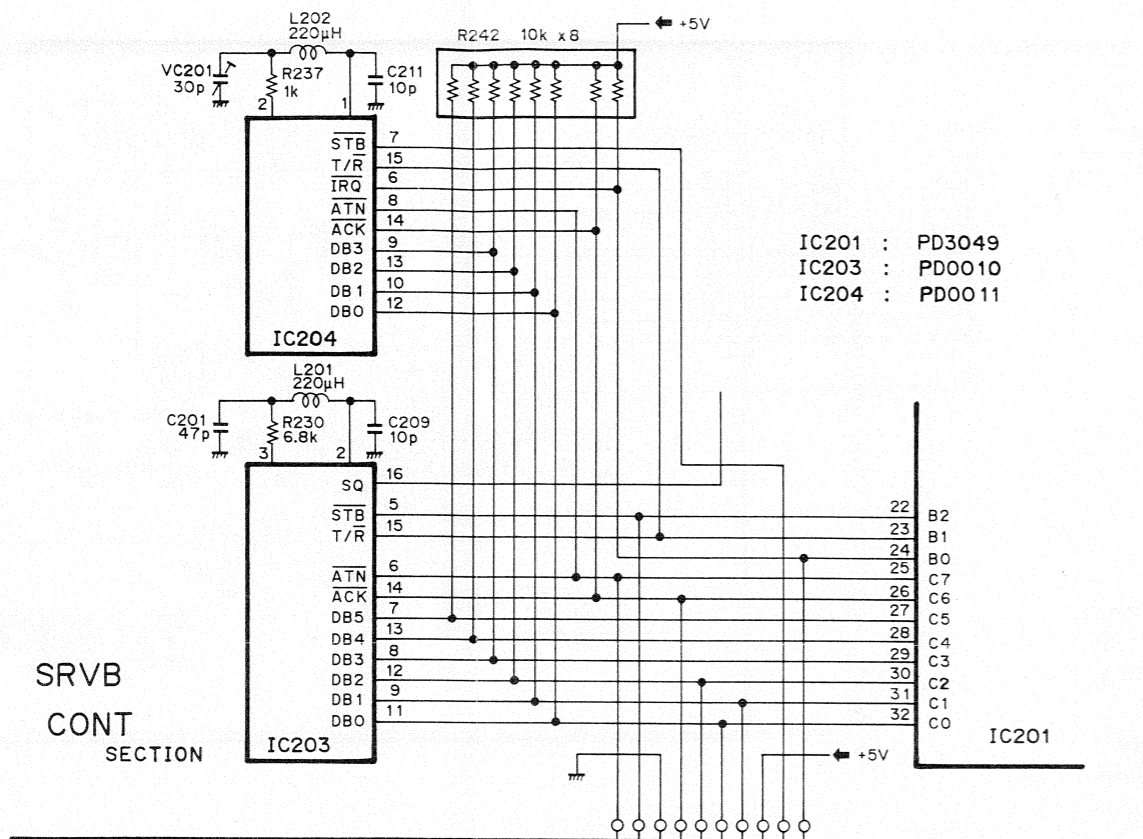 L202
220µH
VC201
30p
R237
1k
C211
10p
2
1
R242 10k x8
+5V
STB 7
T/R 15
IRQ 6
ATN 8
ACK 14
DB3 9
DB2 13
DB1 10
DB0 12
IC204
IC201 : PD3049
IC203 : PD0010
IC204 : PD0011
L201
220µH
C201
47p
R230
6.8k
C209
10p
3
2
SQ 16
STB 5
T/R 15
ATN 6
ACK 14
DB5 7
DB4 13
DB3 8
DB2 12
DB1 9
DB0 11
IC203
22 B2
23 B1
24 B0
25 C7
26 C6
27 C5
28 C4
29 C3
30 C2
31 C1
32 C0
IC201
+5V
SRVB
CONT
SECTION